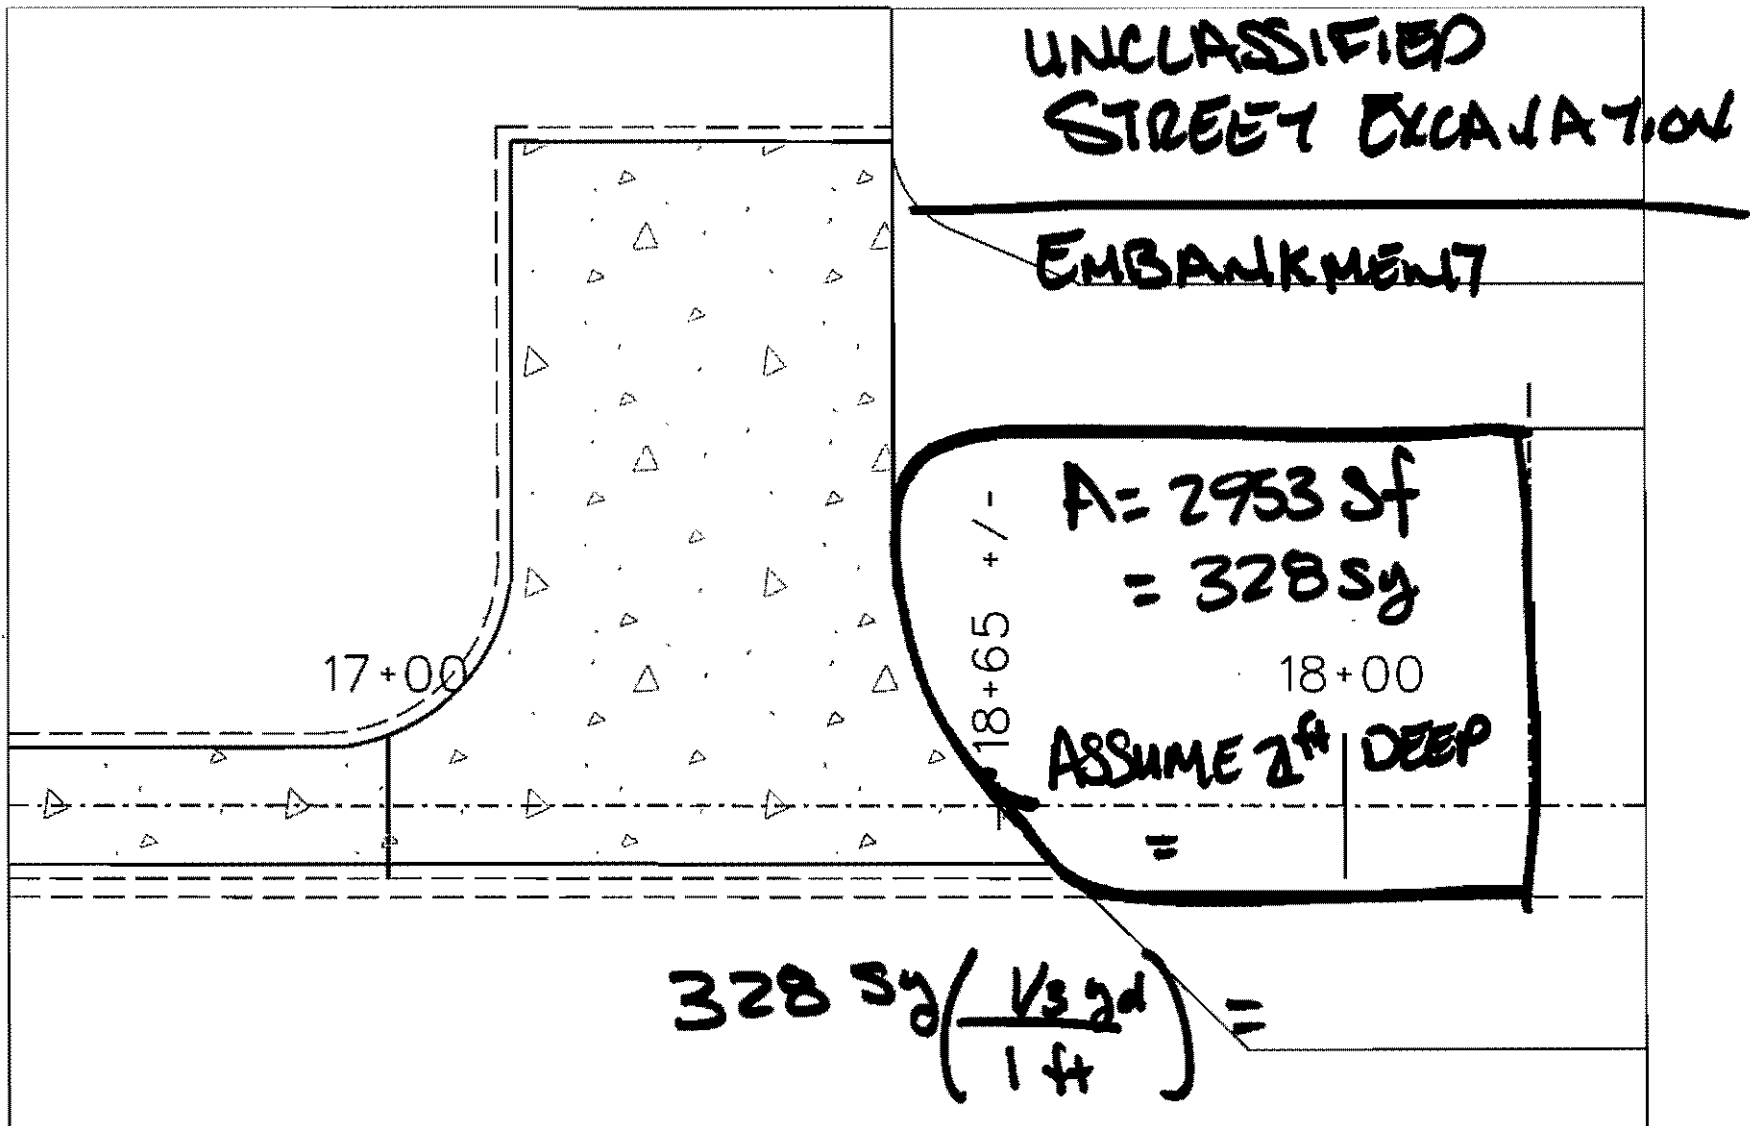 UNCLASSIFIED
STREET EXCAVATION
EMBANKMENT
A = 2953 Sf
= 328 Sy
18+65 +/-
17+00
18+00
ASSUME 1ft DEEP
=
328 Sy ( 1/3 yd / 1 ft ) =